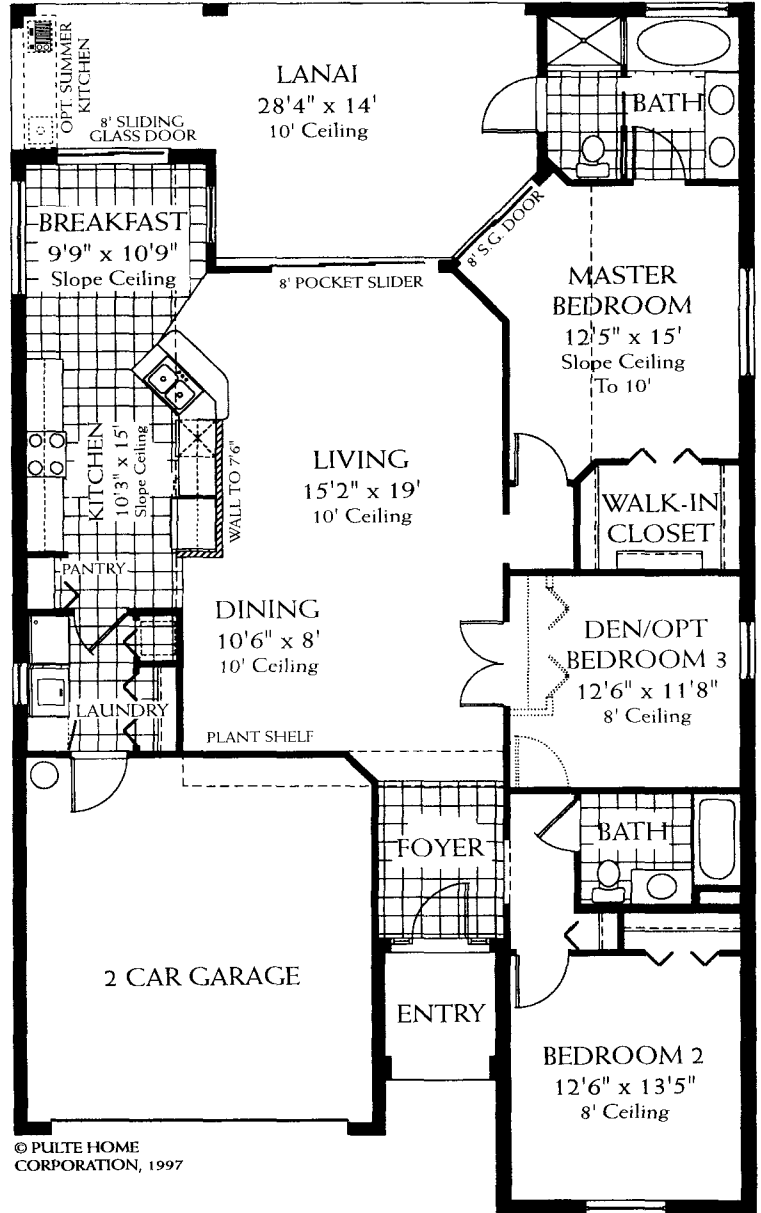 OPT. SUMMER
KITCHEN
LANAI
28'4" x 14'
10' Ceiling
8' SLIDING
GLASS DOOR
BATH
BREAKFAST
9'9" x 10'9"
Slope Ceiling
8' POCKET SLIDER
8' S.G. DOOR
MASTER
BEDROOM
12'5" x 15'
Slope Ceiling
To 10'
KITCHEN
10'3" x 15'
Slope Ceiling
WALL TO 7'6"
LIVING
15'2" x 19'
10' Ceiling
WALK-IN
CLOSET
PANTRY
DINING
10'6" x 8'
10' Ceiling
DEN/OPT
BEDROOM 3
12'6" x 11'8"
8' Ceiling
LAUNDRY
PLANT SHELF
FOYER
BATH
2 CAR GARAGE
ENTRY
BEDROOM 2
12'6" x 13'5"
8' Ceiling
© PULTE HOME
CORPORATION, 1997